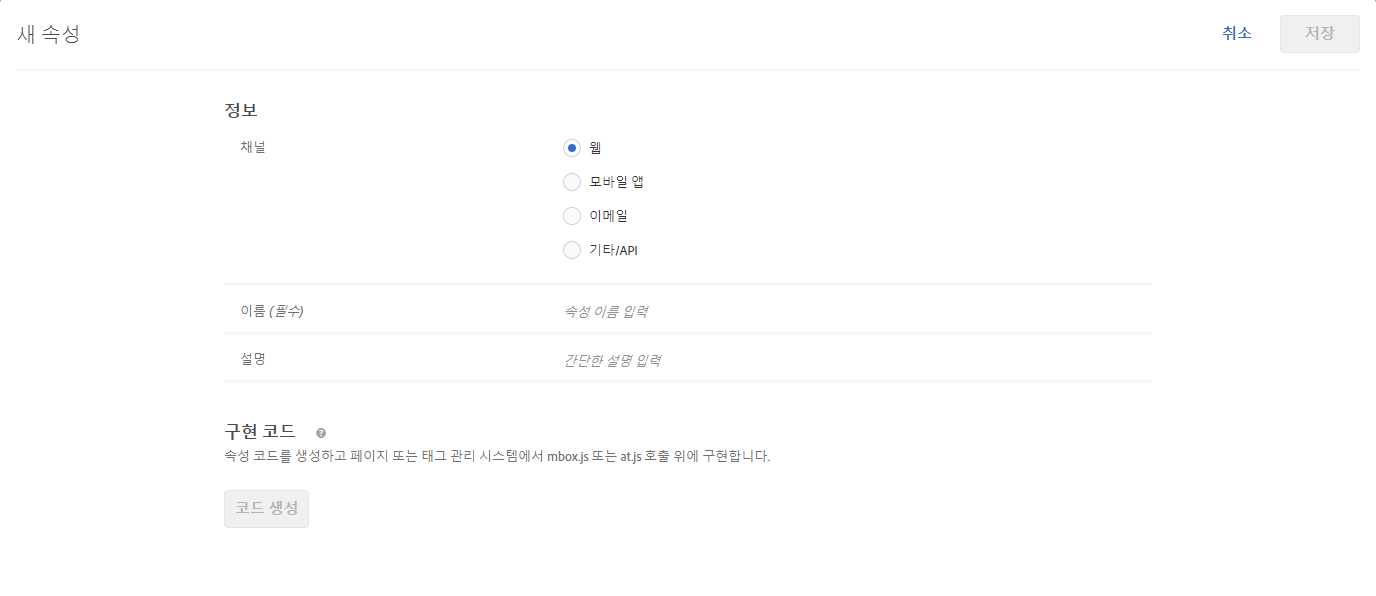 새 속성
취소
저장
정보
채널
웹
모바일 앱
이메일
기타/API
이름 (필수)
속성 이름 입력
설명
간단한 설명 입력
구현 코드
속성 코드를 생성하고 페이지 또는 태그 관리 시스템에서 mbox.js 또는 at.js 호출 위에 구현합니다.
코드 생성